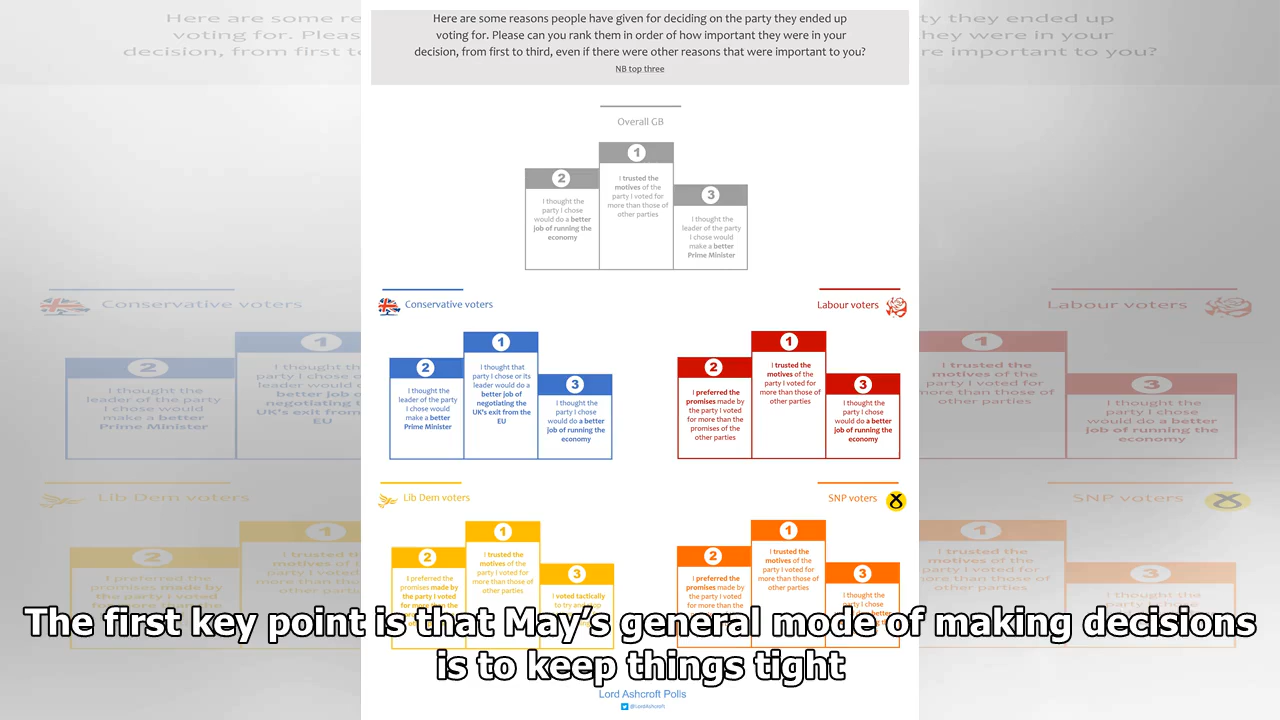 Here are some reasons people have given for deciding on the party they ended up
voting for. Please can you rank them in order of how important they were in your
decision, from first to third, even if there were other reasons that were important to you?
NB top three
Overall GB
1
I trusted the
motives of the
party I voted for
more than those of
other parties
2
I thought the
party I chose
would do a better
job of running the
economy
3
I thought the
leader of the party
I chose would
make a better
Prime Minister
Conservative voters
1
I thought that
party I chose or its
leader would do a
better job of
negotiating the
UK's exit from the
EU
2
I thought the
leader of the party
I chose would
make a better
Prime Minister
3
I thought the
party I chose
would do a better
job of running the
economy
Labour voters
1
I trusted the
motives of the
party I voted for
more than those of
other parties
2
I preferred the
promises made by
the party I voted
for more than the
promises of the
other parties
3
I thought the
party I chose
would do a better
job of running the
economy
Lib Dem voters
1
I trusted the
motives of the
party I voted for
more than those of
other parties
2
I preferred the
promises made by
the party I voted
for more than the
3
I voted tactically
to try and
SNP voters
1
I trusted the
motives of the
party I voted for
more than those of
other parties
2
I preferred the
promises made by
the party I voted
for more than the
3
I thought the
party I chose
The first key point is that May's general mode of making decisions
is to keep things tight
Lord Ashcroft Polls
@LordAshcroft